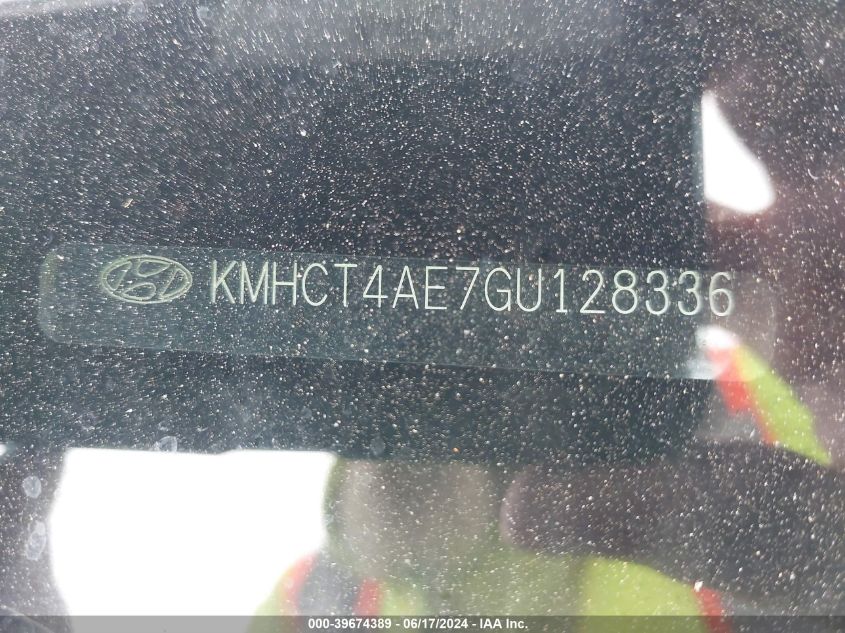 KMHCT4AE7GU128336
000-39674389 - 06/17/2024 - IAA Inc.